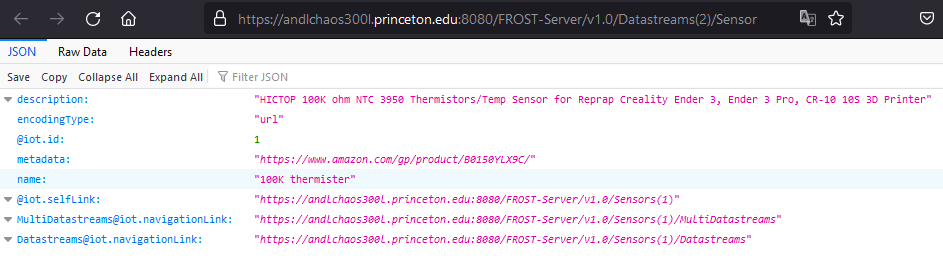 https://andlchaos300l.princeton.edu:8080/FROST-Server/v1.0/Datastreams(2)/Sensor
JSON Raw Data Headers
Save Copy Collapse All Expand All Filter JSON
description: "HICTOP 100K ohm NTC 3950 Thermistors/Temp Sensor for Reprap Creality Ender 3, Ender 3 Pro, CR-10 10S 3D Printer"
encodingType: "url"
@iot.id: 1
metadata: "https://www.amazon.com/gp/product/B0150YLX9C/"
name: "100K thermister"
@iot.selfLink: "https://andlchaos300l.princeton.edu:8080/FROST-Server/v1.0/Sensors(1)"
MultiDatastreams@iot.navigationLink: "https://andlchaos300l.princeton.edu:8080/FROST-Server/v1.0/Sensors(1)/MultiDatastreams"
Datastreams@iot.navigationLink: "https://andlchaos300l.princeton.edu:8080/FROST-Server/v1.0/Sensors(1)/Datastreams"